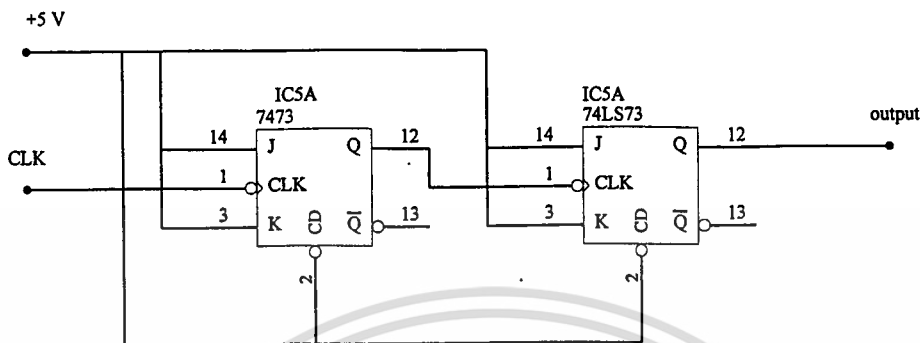 +5 V
IC5A
7473
IC5A
74LS73
output
CLK
14
J
Q
12
1
CLK
3
K
CD
Q̅
13
2
14
J
Q
12
1
CLK
3
K
CD
Q̅
13
2